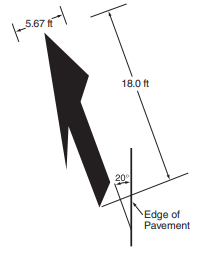 5.67 ft
18.0 ft
20°
Edge of
Pavement